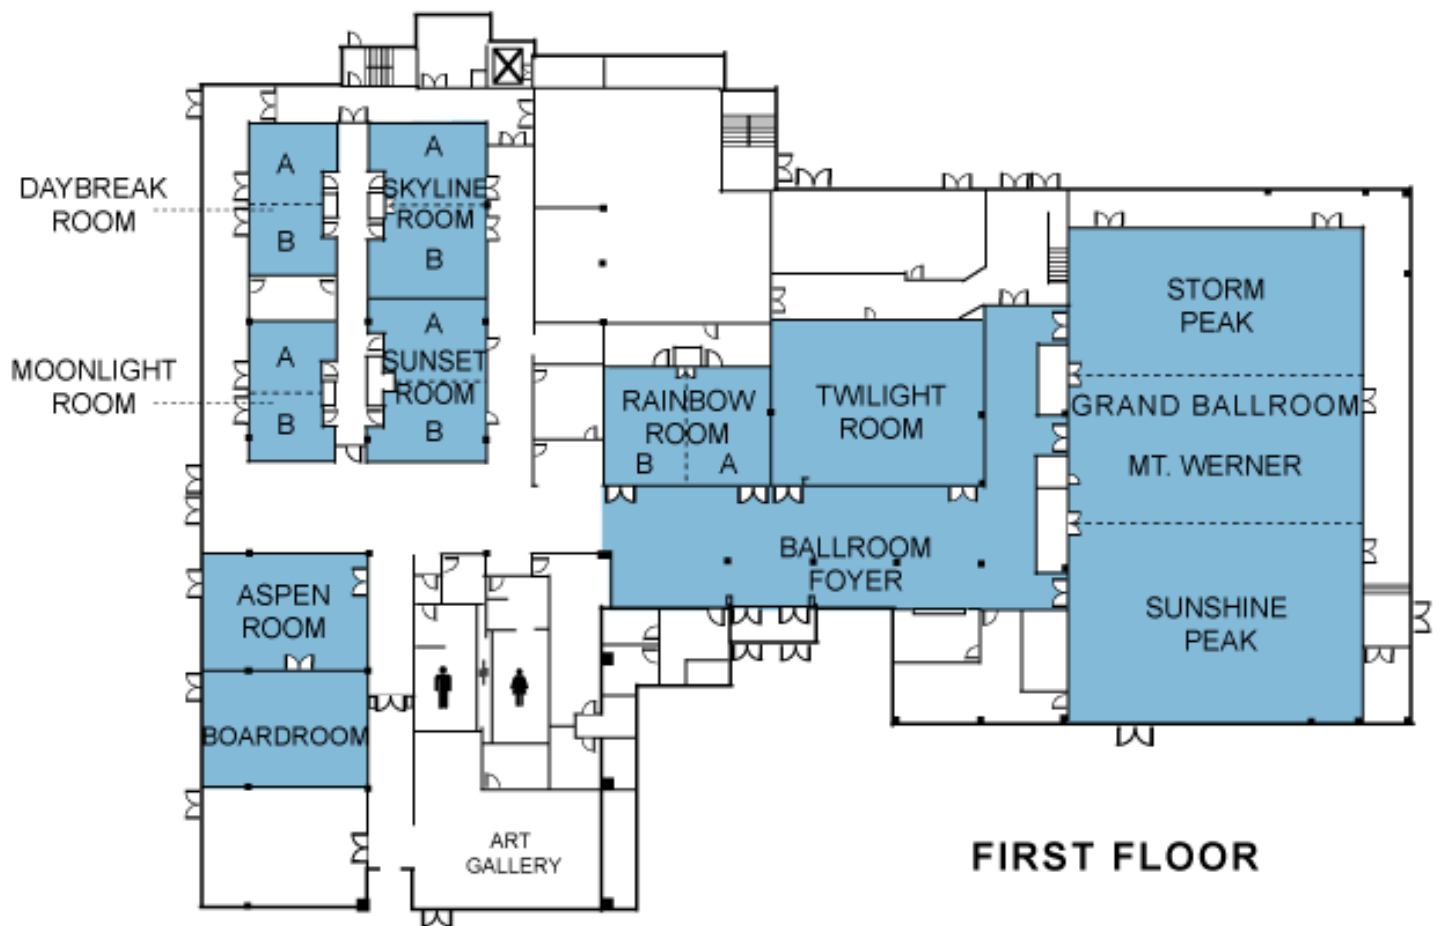 DAYBREAK
ROOM
A
B
A
SKYLINE
ROOM
B
MOONLIGHT
ROOM
A
B
A
SUNSET
ROOM
B
RAINBOW
ROOM
B A
TWILIGHT
ROOM
STORM
PEAK
GRAND BALLROOM
MT. WERNER
SUNSHINE
PEAK
BALLROOM
FOYER
ASPEN
ROOM
BOARDROOM
ART
GALLERY
FIRST FLOOR